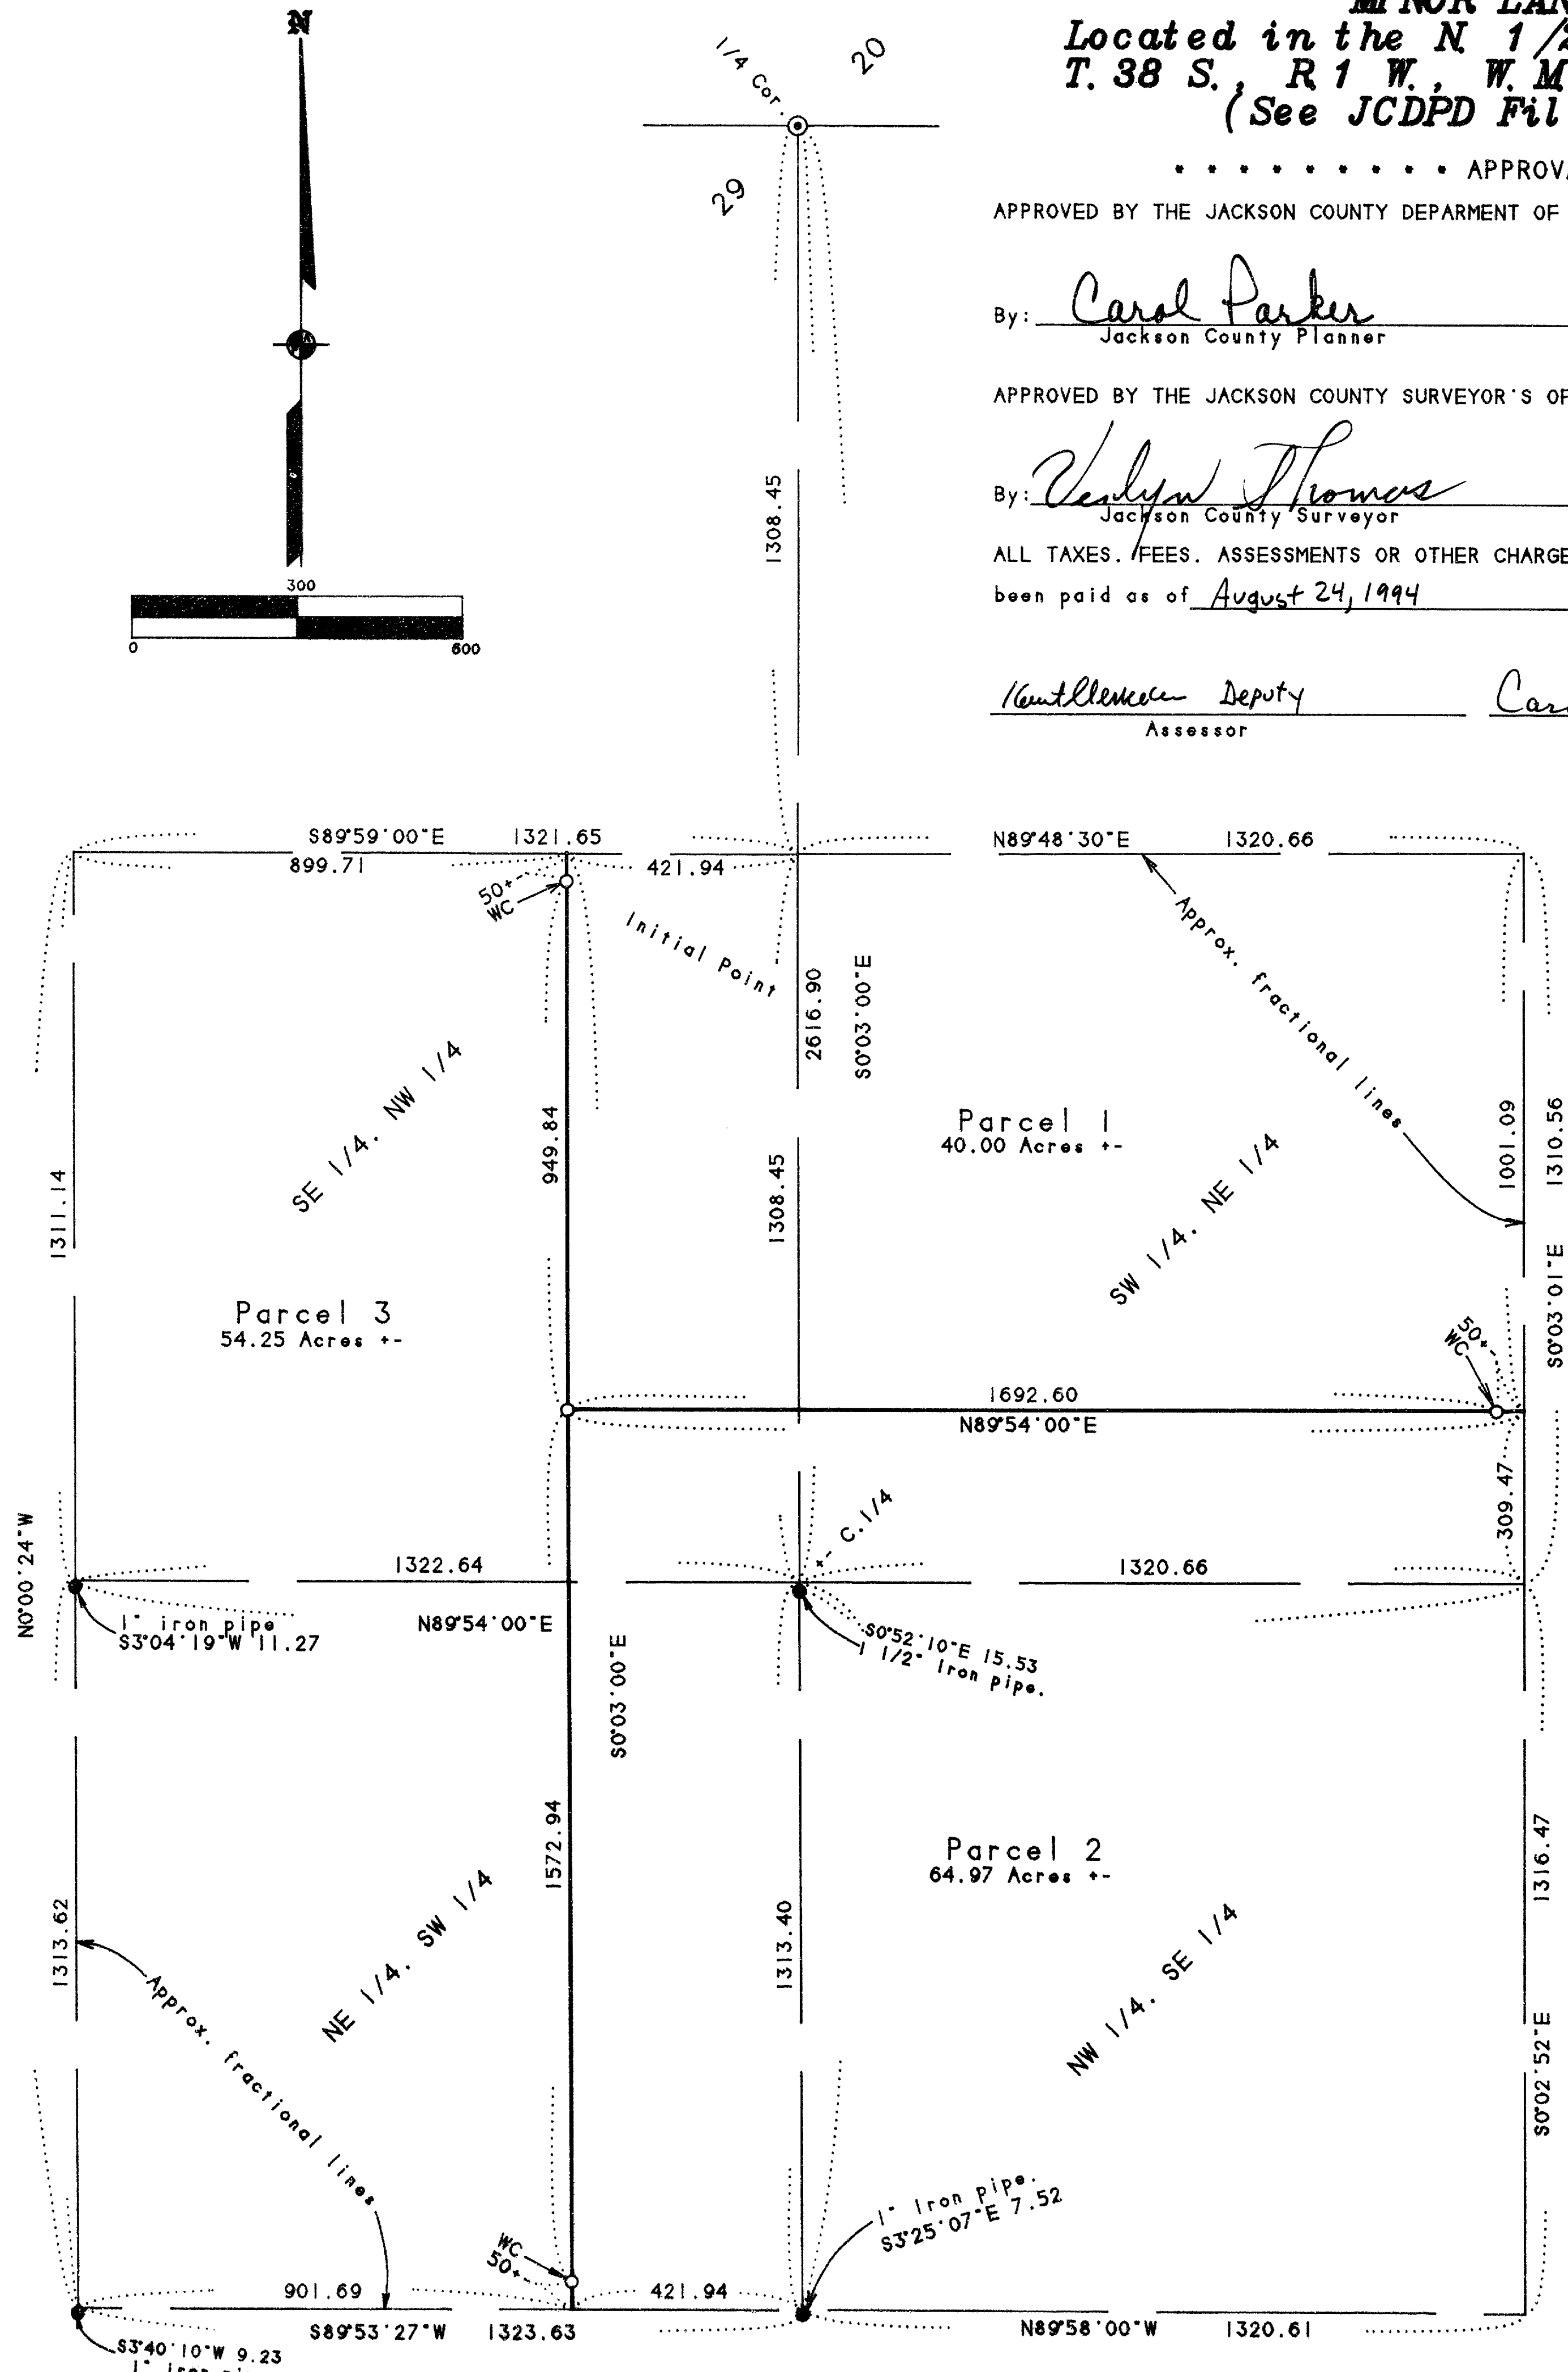 MINOR LAN
Located in the N. 1/2
T. 38 S., R 1 W., W. M
(See JCDPD Fil
• • • • • • • • • APPROVA
APPROVED BY THE JACKSON COUNTY DEPARMENT OF
By: Carol Parker
Jackson County Planner
APPROVED BY THE JACKSON COUNTY SURVEYOR'S OF
By: Verlyn Thomas
Jackson County Surveyor
ALL TAXES. FEES. ASSESSMENTS OR OTHER CHARGE
been paid as of August 24, 1994
Deputy
Assessor
N
300
0
600
1/4 Cor.
20
29
1308.45
S89°59'00"E 1321.65
899.71
421.94
N89°48'30"E 1320.66
50+-
WC
Initial Point
2616.90
S0°03'00"E
Approx. fractional lines
SE 1/4. NW 1/4
949.84
1311.14
1308.45
Parcel 1
40.00 Acres +-
SW 1/4. NE 1/4
1001.09
1310.56
S0°03'01"E
Parcel 3
54.25 Acres +-
50+-
WC
1692.60
N89°54'00"E
309.47
C. 1/4
N0°00'24"W
1322.64
1320.66
1" iron pipe
S3°04'19"W 11.27
N89°54'00"E
S0°03'00"E
S0°52'10"E 15.53
1 1/2" Iron pipe.
1572.94
Parcel 2
64.97 Acres +-
1316.47
1313.62
NE 1/4. SW 1/4
1313.40
NW 1/4. SE 1/4
Approx. fractional lines
S0°02'52"E
WC
50+-
1" Iron pipe.
S3°25'07"E 7.52
901.69
421.94
S89°53'27"W 1323.63
N89°58'00"W 1320.61
S3°40'10"W 9.23